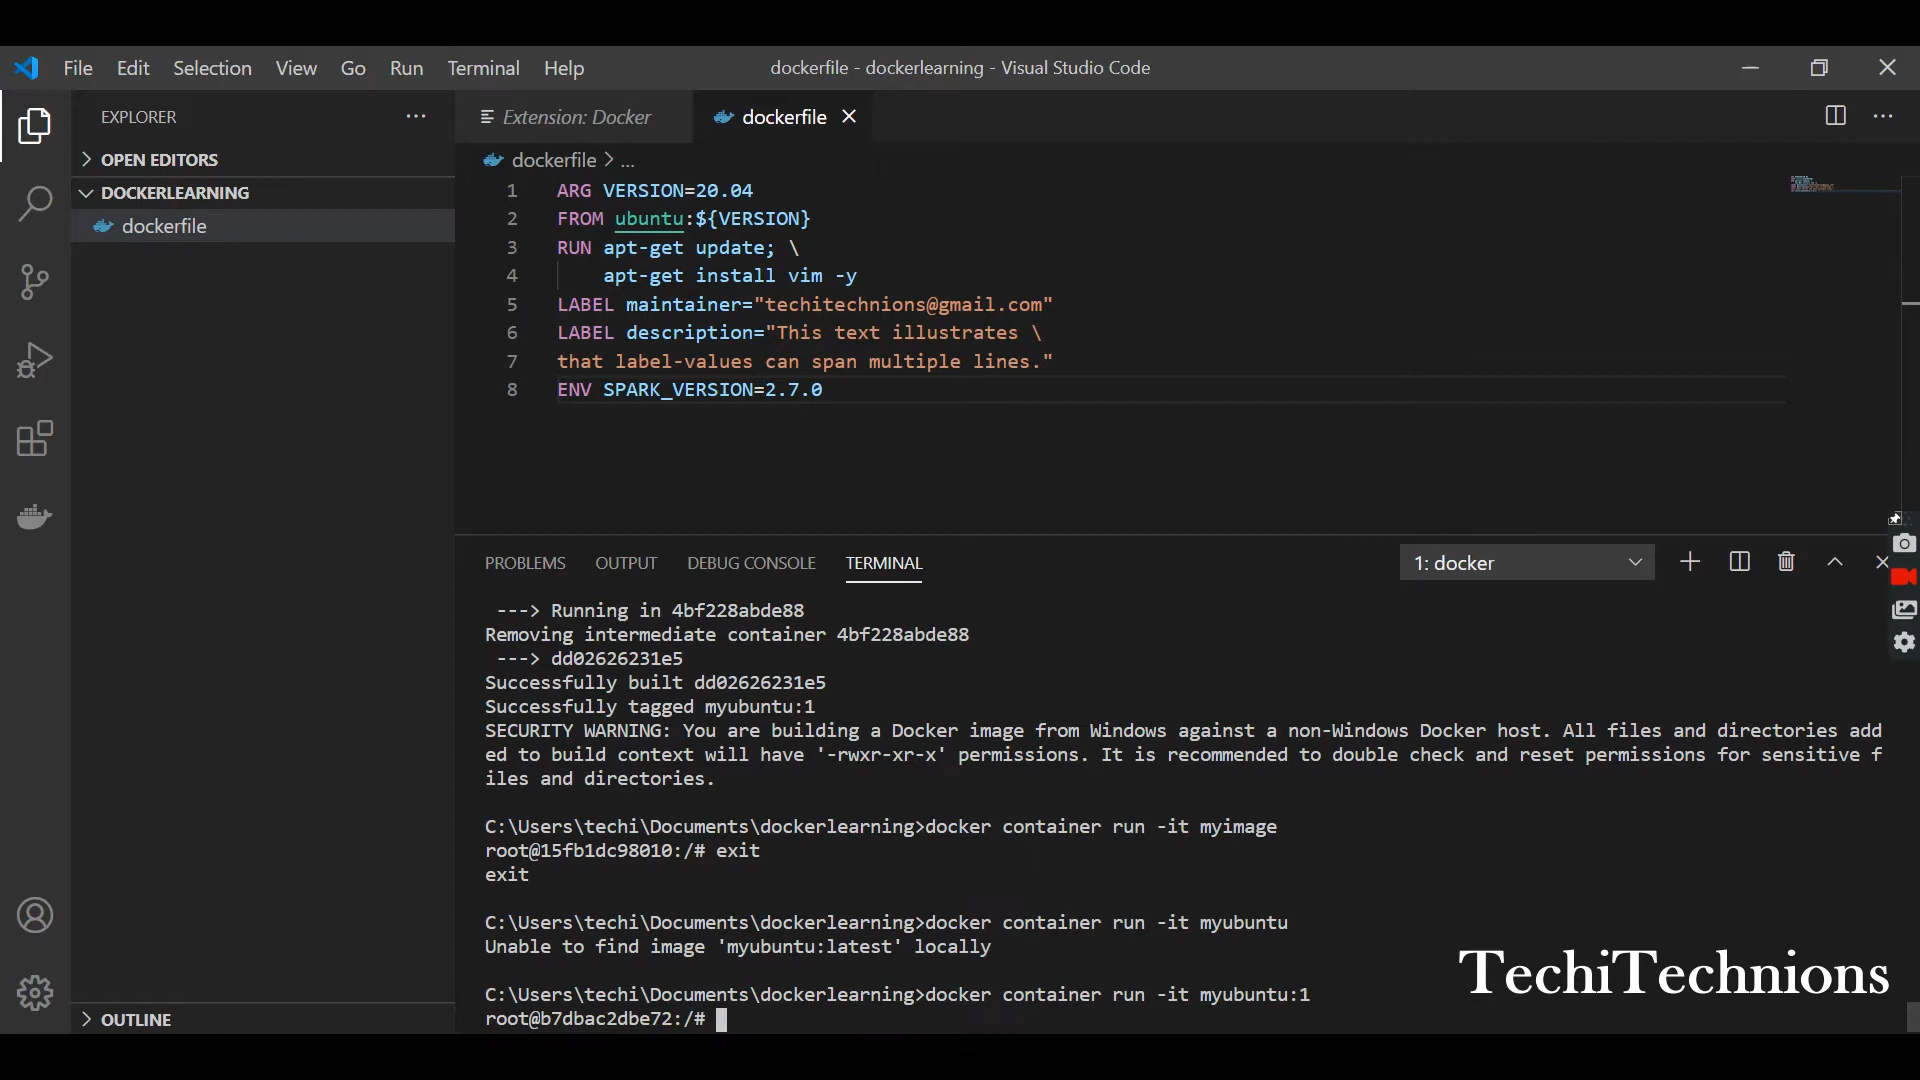 File Edit Selection View Go Run Terminal Help
dockerfile - dockerlearning - Visual Studio Code
EXPLORER
OPEN EDITORS
DOCKERLEARNING
dockerfile
OUTLINE
Extension: Docker
dockerfile
dockerfile > ...
1 ARG VERSION=20.04
2 FROM ubuntu:${VERSION}
3 RUN apt-get update; \
4 apt-get install vim -y
5 LABEL maintainer="techitechnions@gmail.com"
6 LABEL description="This text illustrates \
7 that label-values can span multiple lines."
8 ENV SPARK_VERSION=2.7.0
PROBLEMS OUTPUT DEBUG CONSOLE TERMINAL
1: docker
---> Running in 4bf228abde88
Removing intermediate container 4bf228abde88
---> dd02626231e5
Successfully built dd02626231e5
Successfully tagged myubuntu:1
SECURITY WARNING: You are building a Docker image from Windows against a non-Windows Docker host. All files and directories add
ed to build context will have '-rwxr-xr-x' permissions. It is recommended to double check and reset permissions for sensitive f
iles and directories.
C:\Users\techi\Documents\dockerlearning>docker container run -it myimage
root@15fb1dc98010:/# exit
exit
C:\Users\techi\Documents\dockerlearning>docker container run -it myubuntu
Unable to find image 'myubuntu:latest' locally
C:\Users\techi\Documents\dockerlearning>docker container run -it myubuntu:1
root@b7dbac2dbe72:/#
TechiTechnions